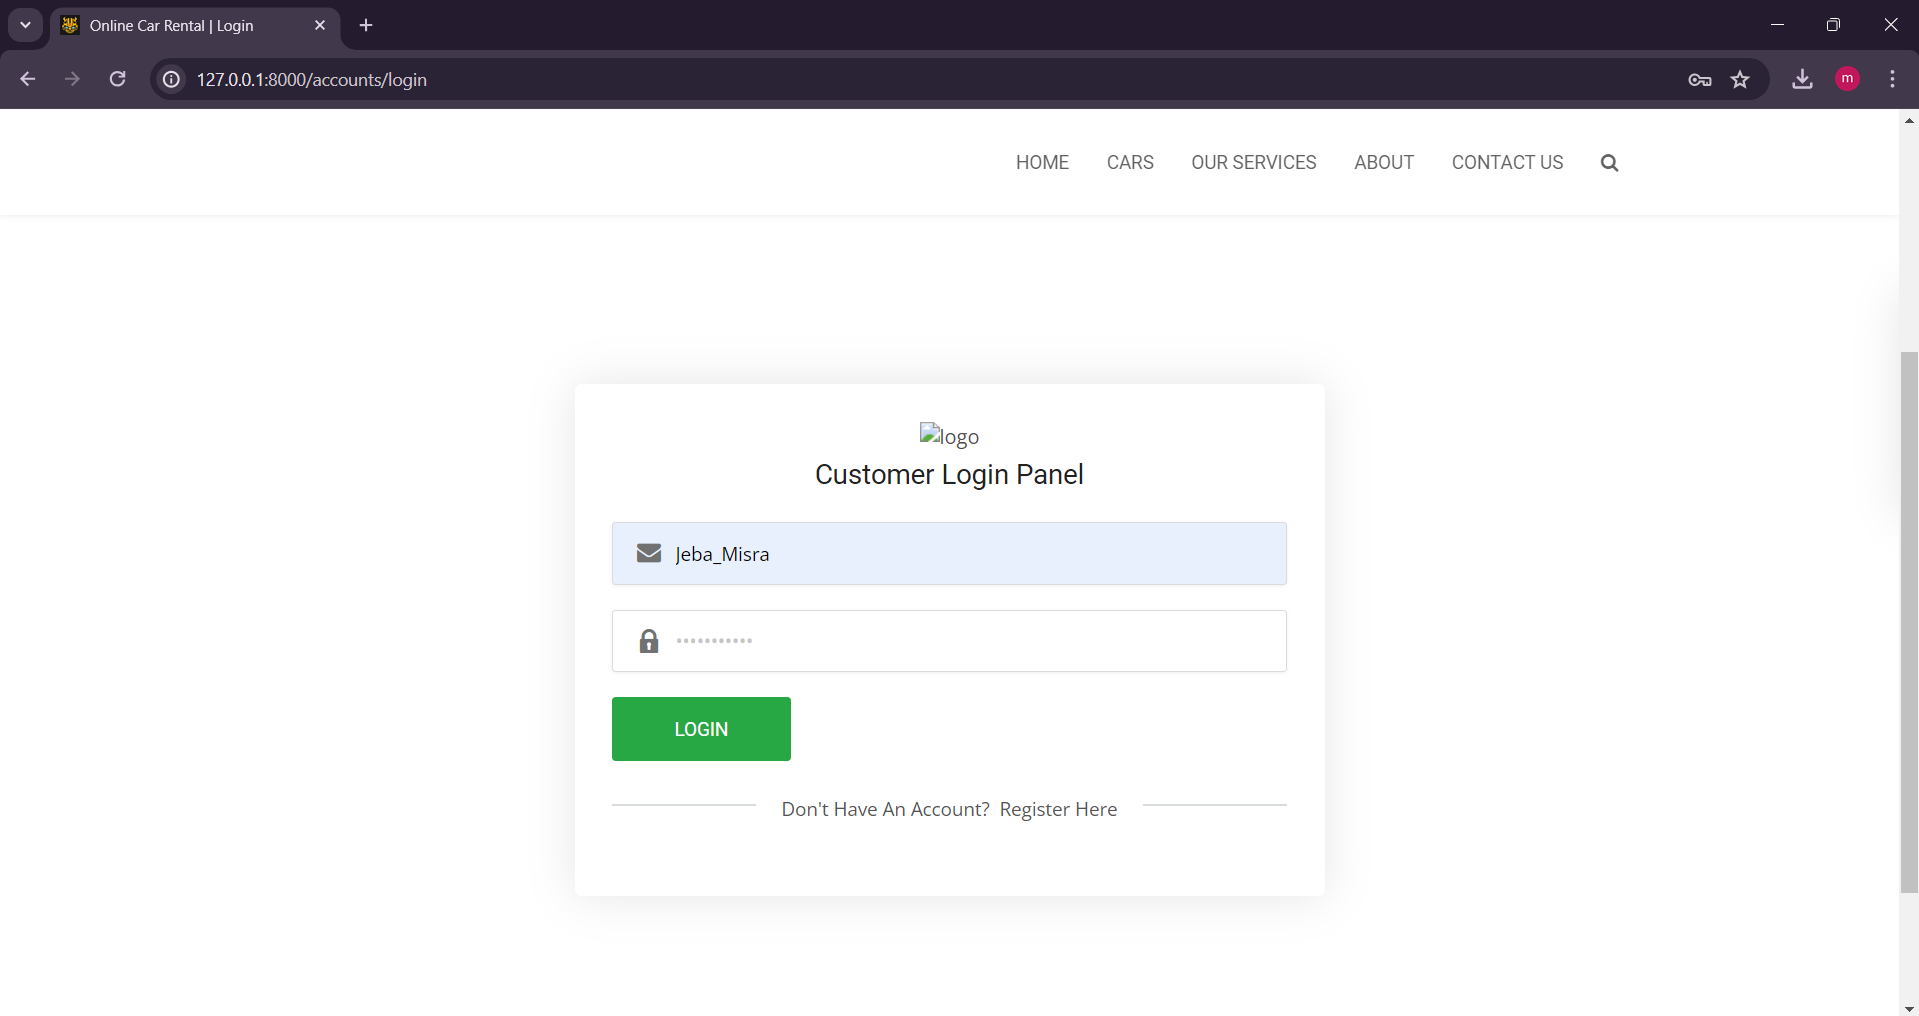 Online Car Rental | Login
127.0.0.1:8000/accounts/login
m
HOME CARS OUR SERVICES ABOUT CONTACT US
logo
Customer Login Panel
Jeba_Misra
•••••••••••
LOGIN
Don't Have An Account? Register Here